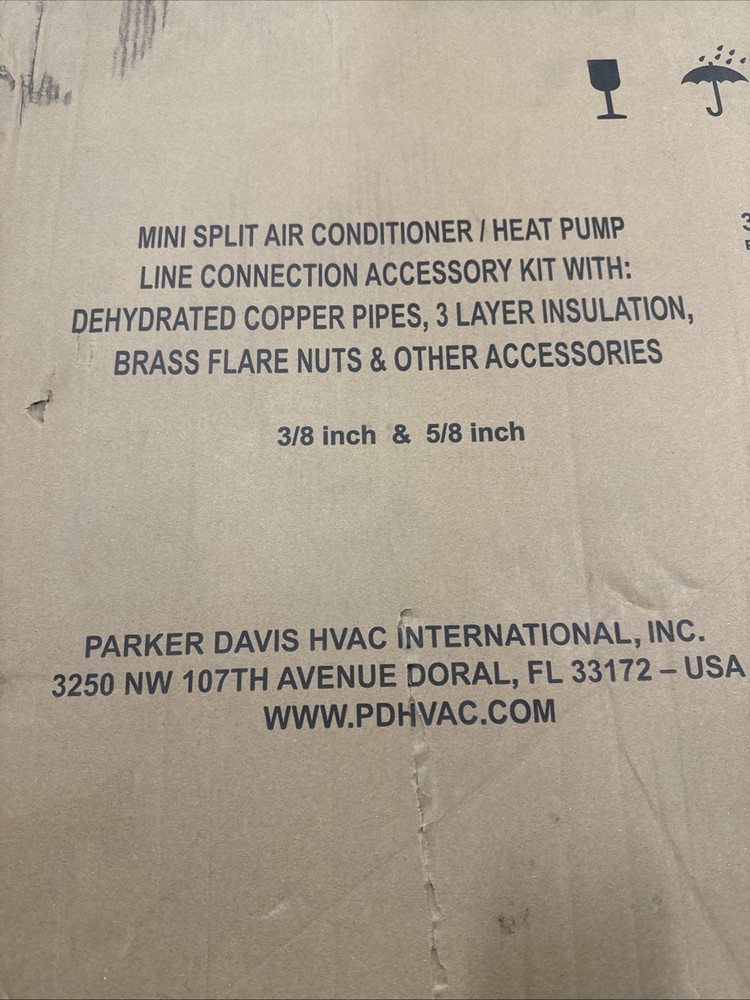 MINI SPLIT AIR CONDITIONER / HEAT PUMP
LINE CONNECTION ACCESSORY KIT WITH:
DEHYDRATED COPPER PIPES, 3 LAYER INSULATION,
BRASS FLARE NUTS & OTHER ACCESSORIES
3/8 inch & 5/8 inch
PARKER DAVIS HVAC INTERNATIONAL, INC.
3250 NW 107TH AVENUE DORAL, FL 33172 – USA
WWW.PDHVAC.COM